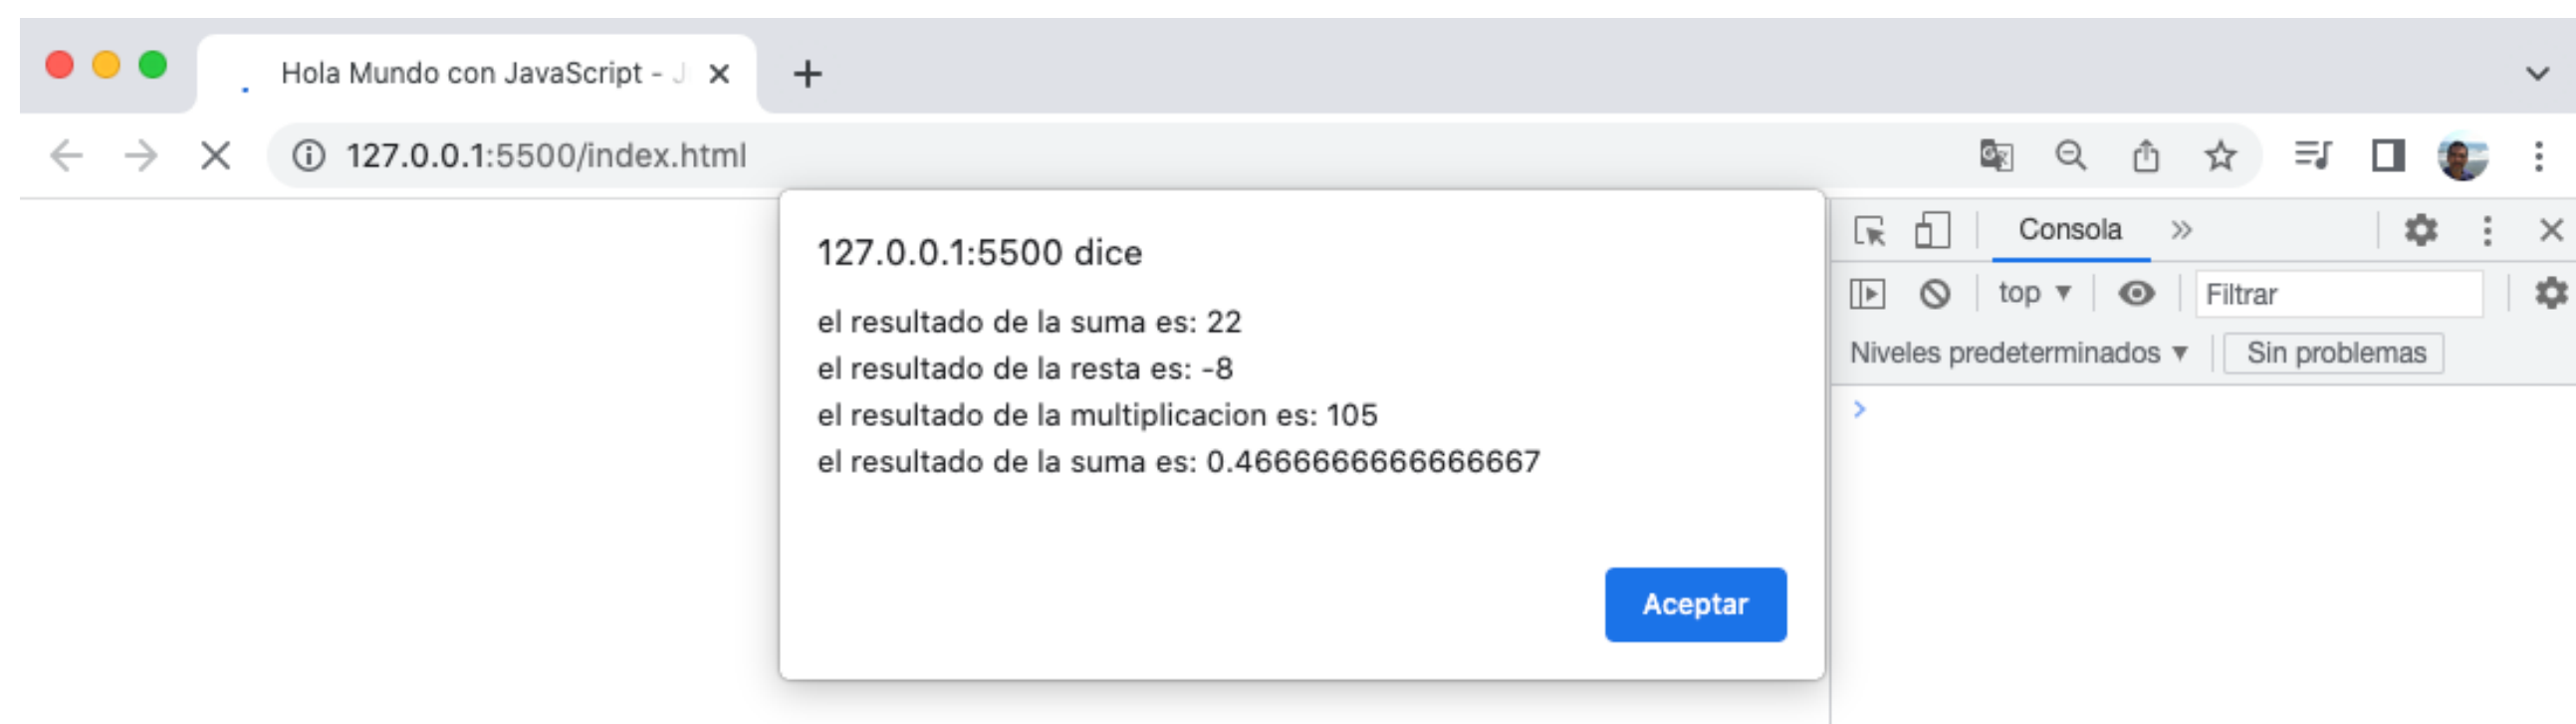 Hola Mundo con JavaScript -
127.0.0.1:5500/index.html
127.0.0.1:5500 dice
el resultado de la suma es: 22
el resultado de la resta es: -8
el resultado de la multiplicacion es: 105
el resultado de la suma es: 0.4666666666666667
Aceptar
Consola
top
Filtrar
Niveles predeterminados
Sin problemas